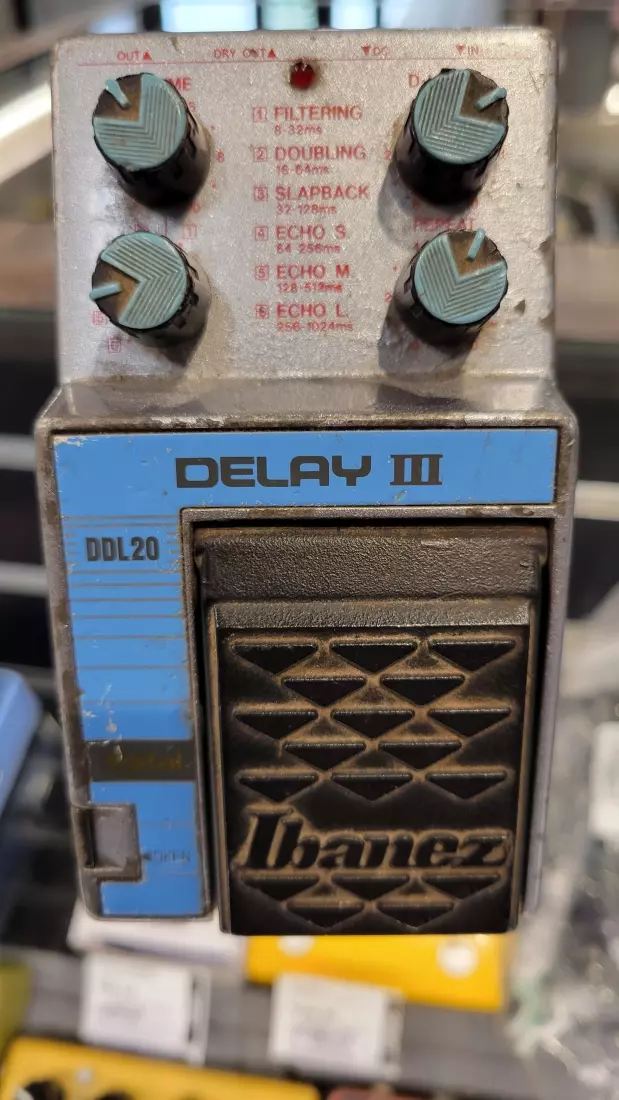 OUT▲ DRY OUT▲ ▼DC ▼IN
1 FILTERING
8-32ms
2 DOUBLING
16-64ms
3 SLAPBACK
32-128ms
4 ECHO S.
64-256ms
5 ECHO M.
128-512ms
6 ECHO L.
256-1024ms
REPEAT
DELAY III
DDL20
Ibanez